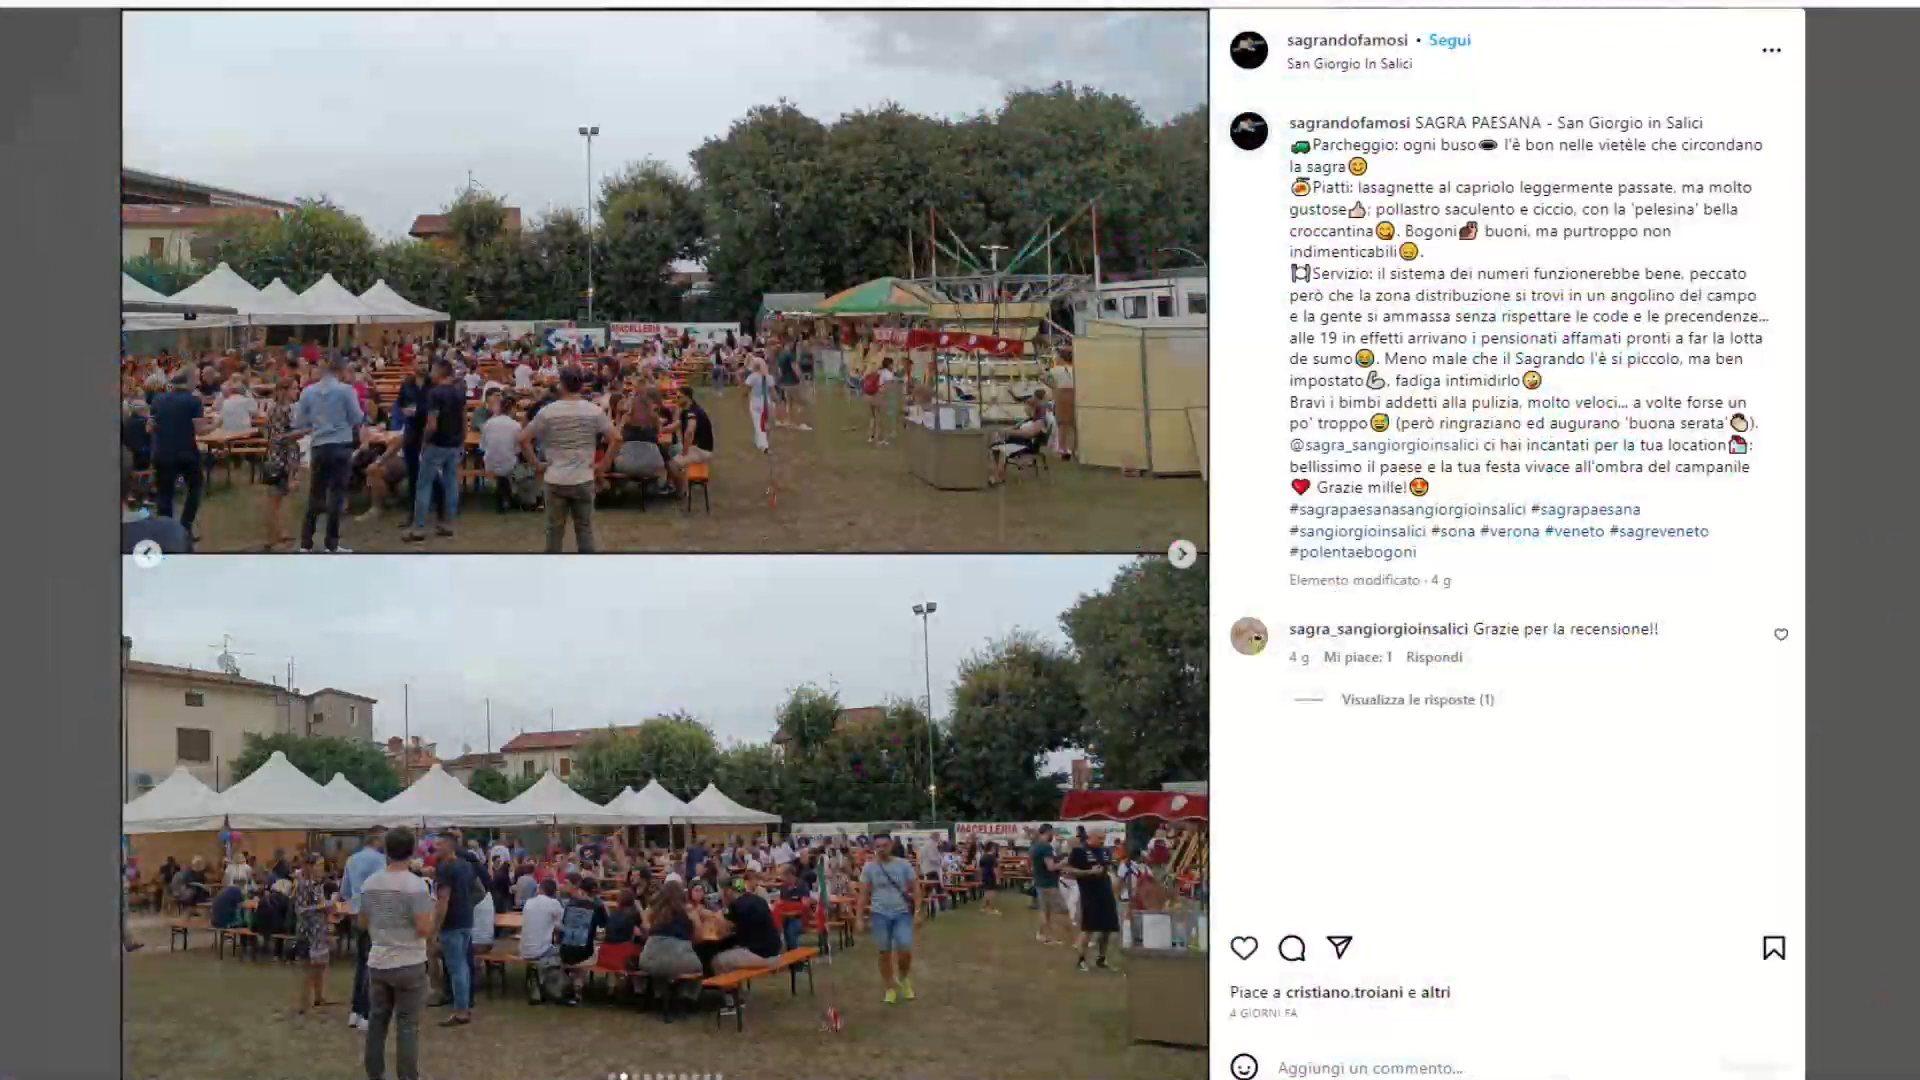 MACELLERIA
MACELLERIA
sagrandofamosi • Segui
San Giorgio In Salici
sagrandofamosi SAGRA PAESANA - San Giorgio in Salici
🚙Parcheggio: ogni buso🕳️ l'è bon nelle vietèle che circondano
la sagra😊
🍝Piatti: lasagnette al capriolo leggermente passate, ma molto
gustose👍🏻; pollastro saculento e ciccio, con la 'pelesina' bella
croccantina😋. Bogoni🐌 buoni, ma purtroppo non
indimenticabili😑.
🍽️Servizio: il sistema dei numeri funzionerebbe bene, peccato
però che la zona distribuzione si trovi in un angolino del campo
e la gente si ammassa senza rispettare le code e le precendenze...
alle 19 in effetti arrivano i pensionati affamati pronti a far la lotta
de sumo😂. Meno male che il Sagrando l'è si piccolo, ma ben
impostato💪🏻, fadiga intimidirlo🤪
Bravi i bimbi addetti alla pulizia, molto veloci... a volte forse un
po' troppo😅 (però ringraziano ed augurano 'buona serata'👏🏻).
@sagra_sangiorgioinsalici ci hai incantati per la tua location🏠:
bellissimo il paese e la tua festa vivace all'ombra del campanile
❤️ Grazie mille!😍
#sagrapaesanasangiorgioinsalici #sagrapaesana
#sangiorgioinsalici #sona #verona #veneto #sagreveneto
#polentaebogoni
Elemento modificato · 4 g
sagra_sangiorgioinsalici Grazie per la recensione!!
4 g Mi piace: 1 Rispondi
Visualizza le risposte (1)
Piace a cristiano.troiani e altri
4 GIORNI FA
Aggiungi un commento...